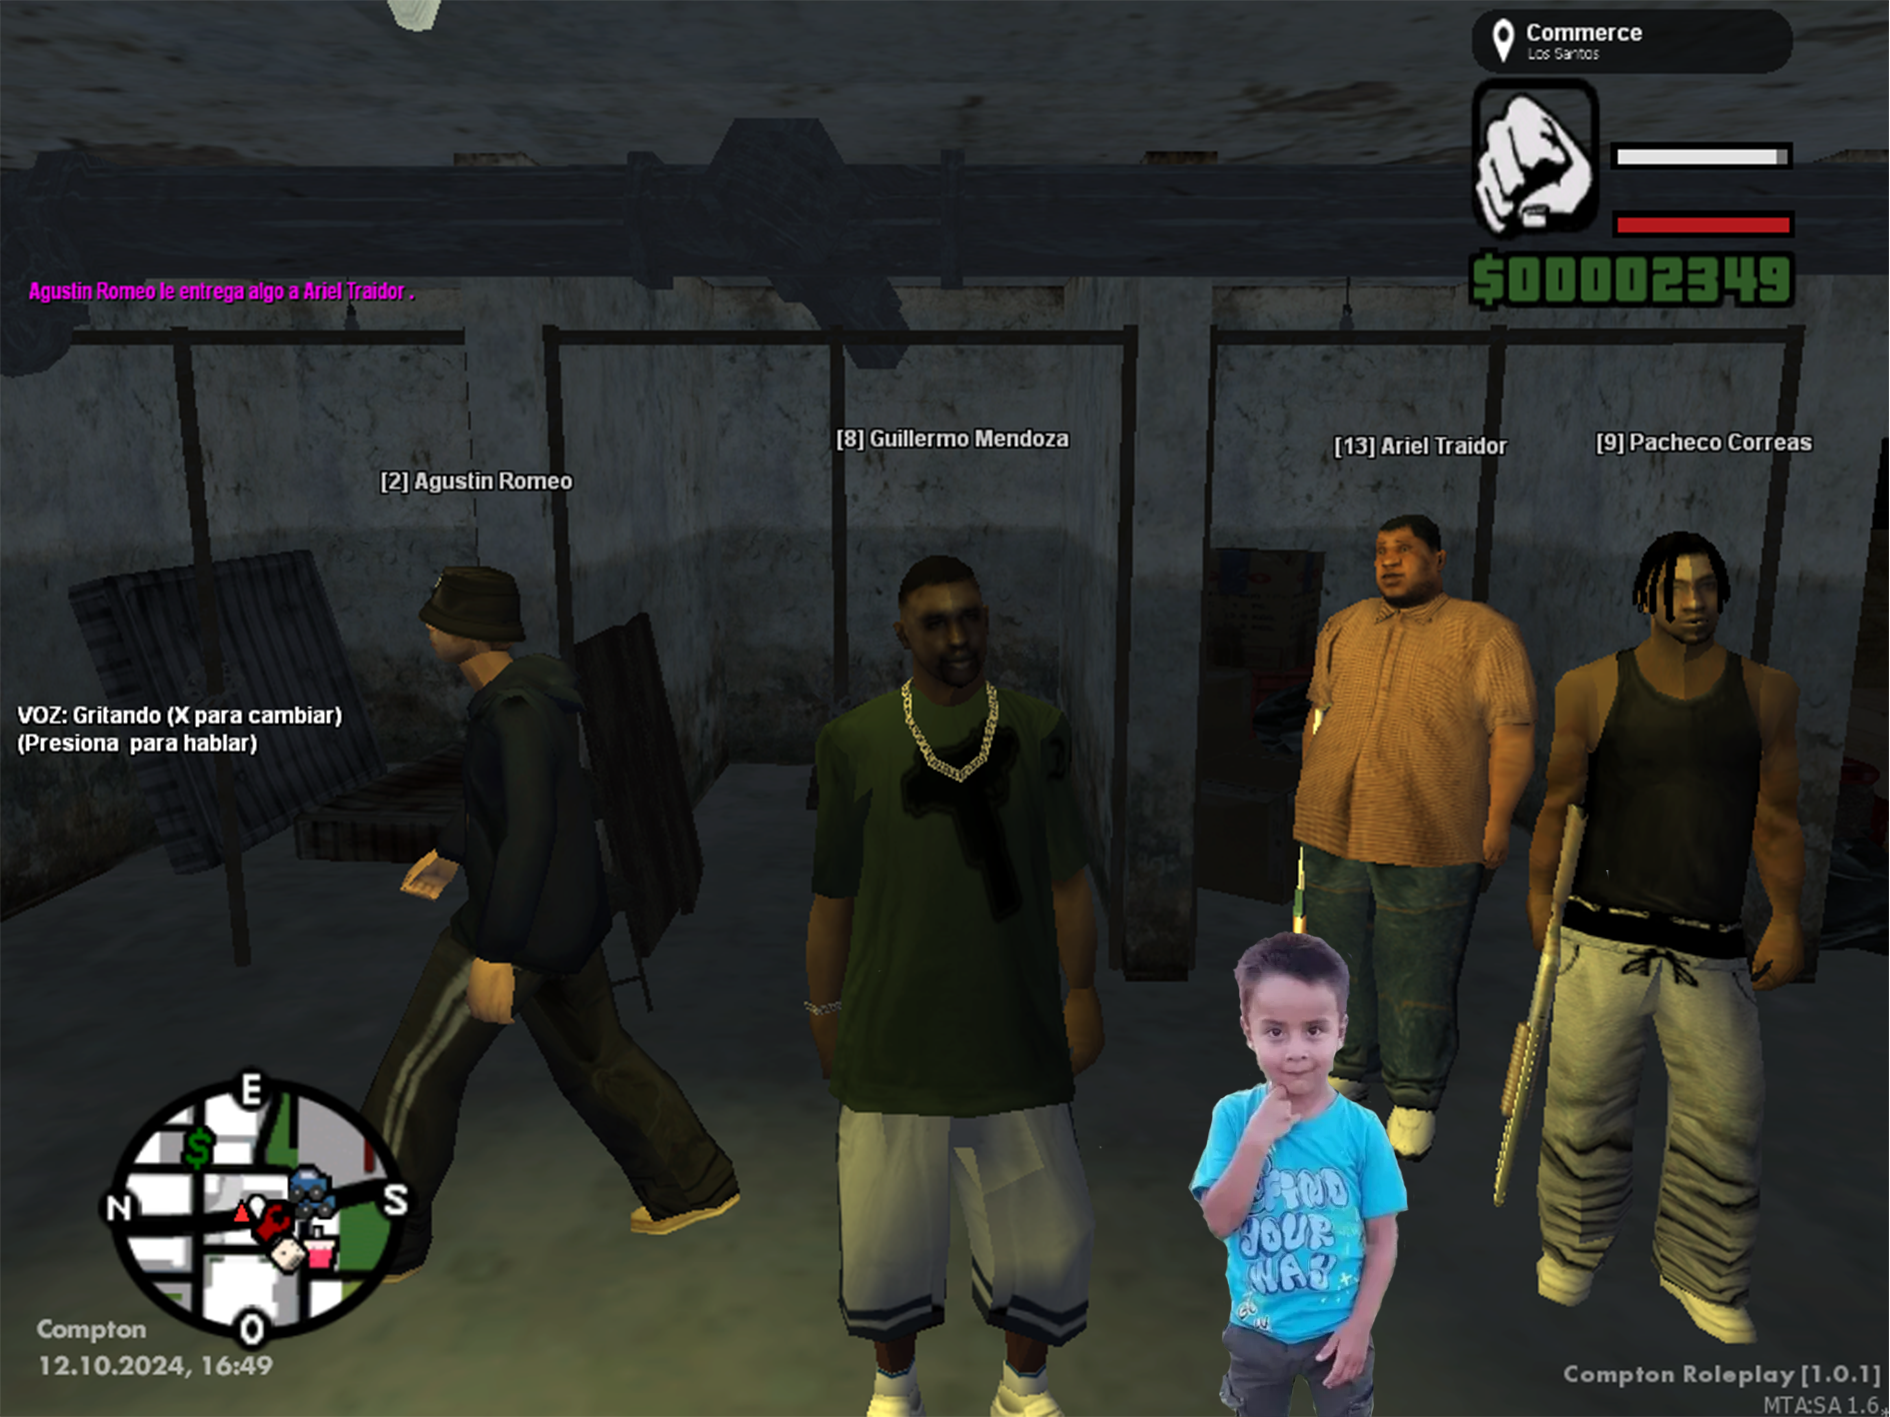 Commerce
Los Santos
$00002349
Agustin Romeo le entrega algo a Ariel Traidor .
[8] Guillermo Mendoza
[13] Ariel Traidor
[9] Pacheco Correas
[2] Agustin Romeo
VOZ: Gritando (X para cambiar)
(Presiona  para hablar)
E
$
N
S
O
FIND
YOUR
WAY
Compton
12.10.2024, 16:49
Compton Roleplay [1.0.1]
MTA:SA 1.6